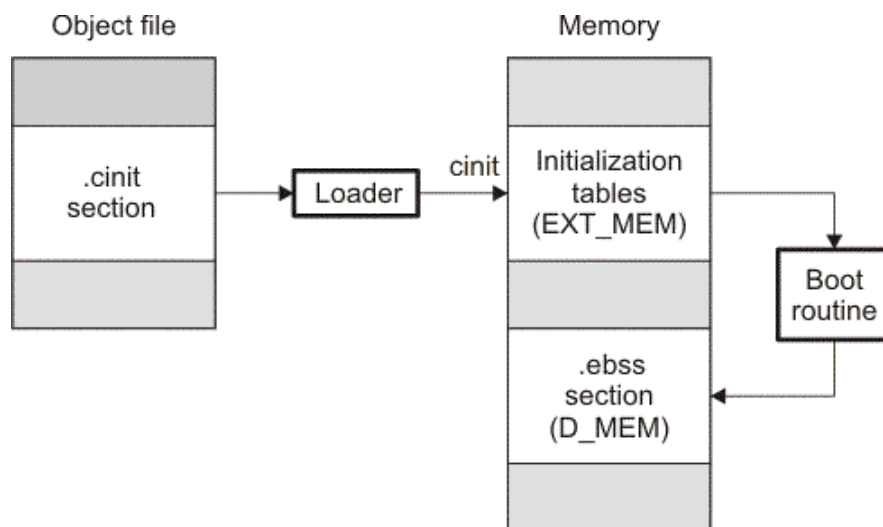 Object file
Memory
.cinit
section
Loader
cinit
Initialization
tables
(EXT_MEM)
Boot
routine
.ebss
section
(D_MEM)